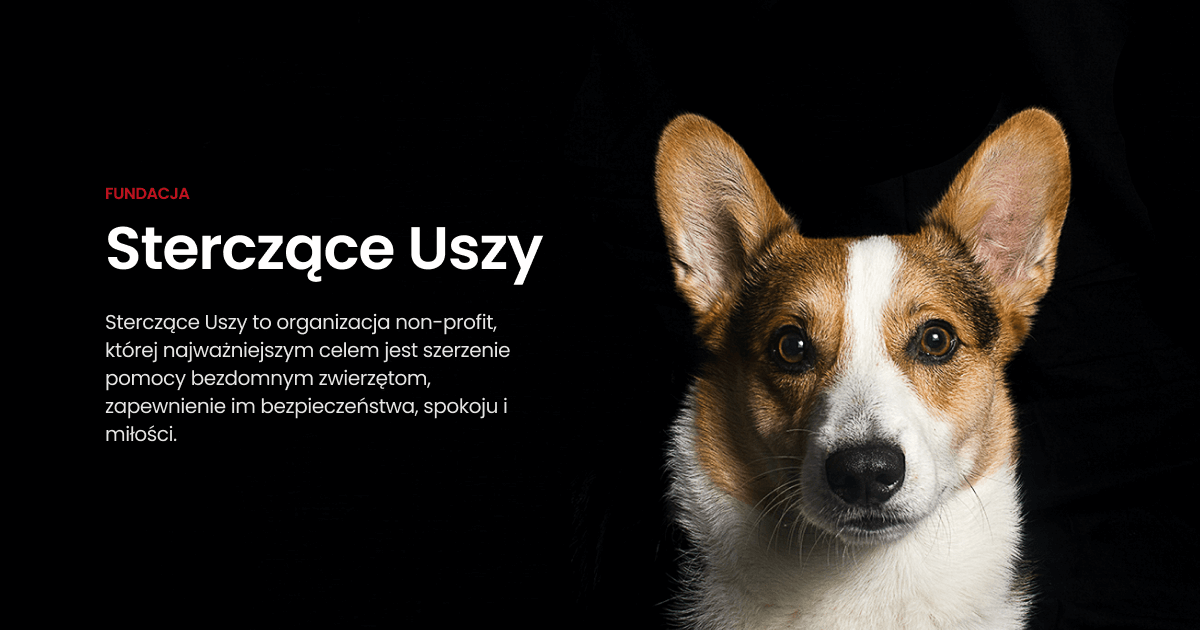 FUNDACJA
Sterczące Uszy
Sterczące Uszy to organizacja non-profit,
której najważniejszym celem jest szerzenie
pomocy bezdomnym zwierzętom,
zapewnienie im bezpieczeństwa, spokoju i
miłości.